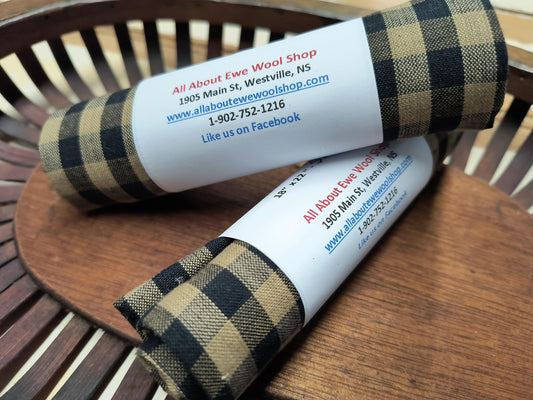 All About Ewe Wool Shop
1905 Main St, Westville, NS
www.allaboutewewoolshop.com
1-902-752-1216
Like us on Facebook
18" x 22
All About Ewe Wool Shop
1905 Main St, Westville, NS
www.allaboutewewoolshop.com
1-902-752-1216
Like us on Facebook